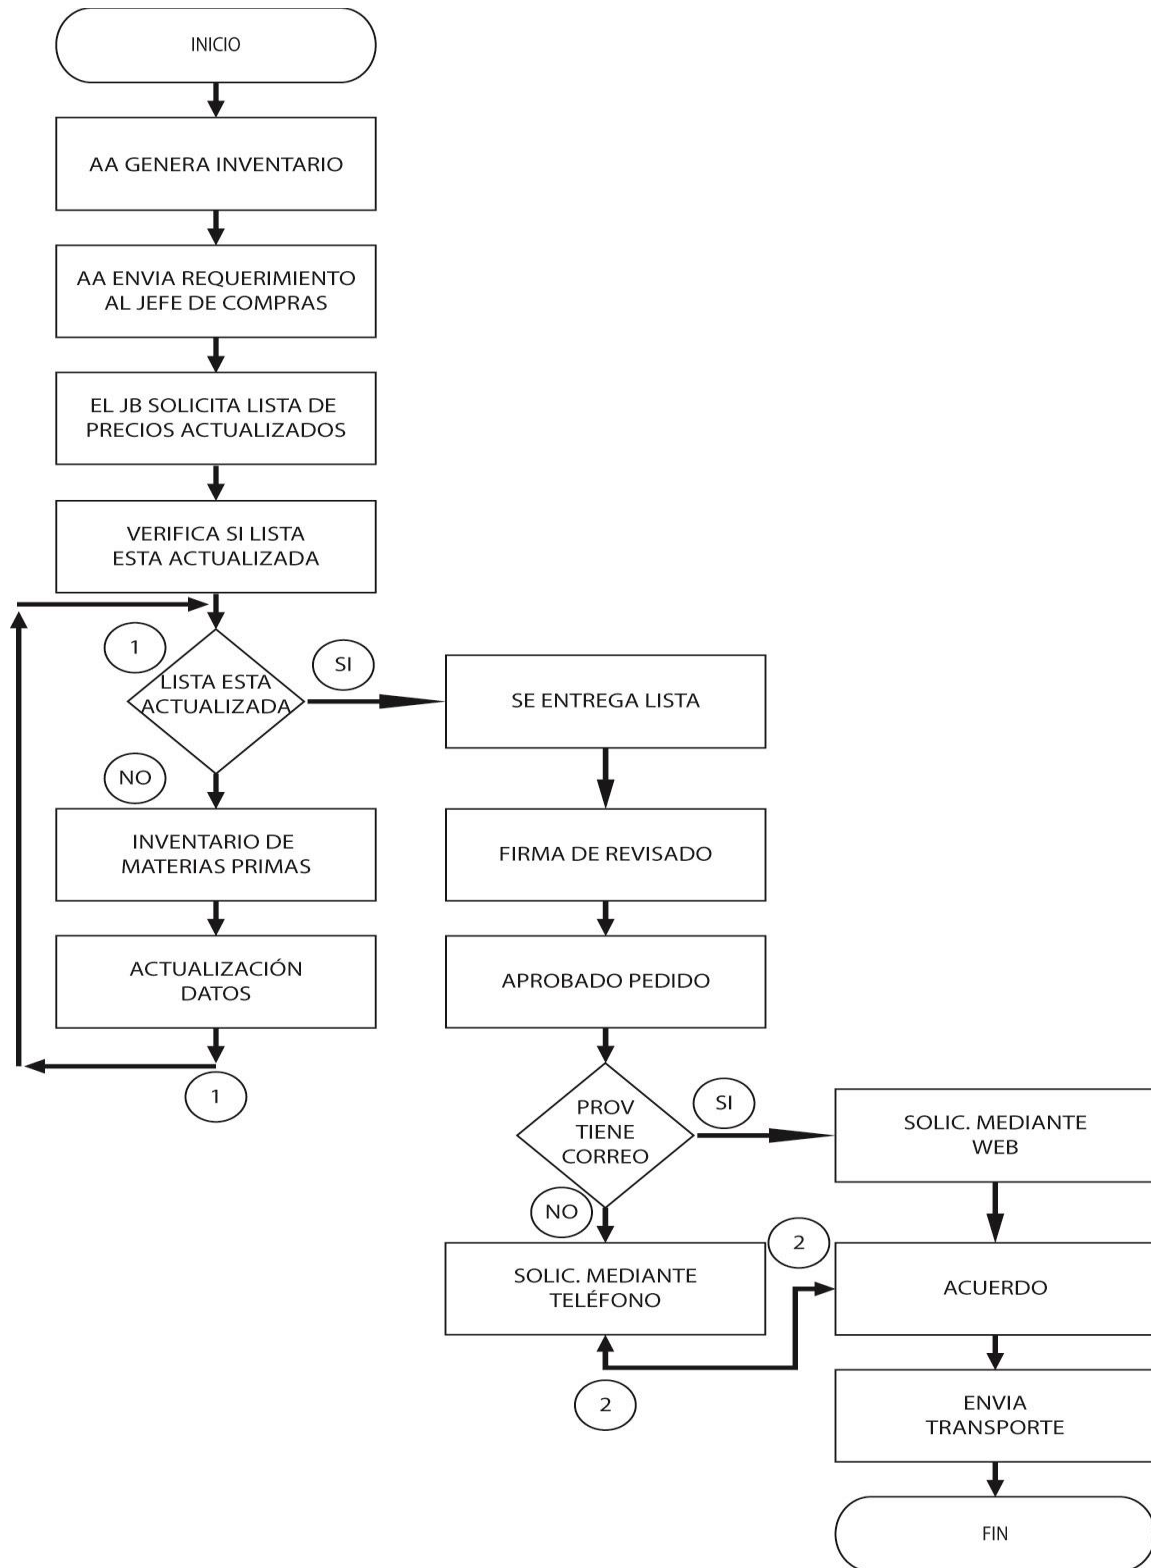 INICIO
AA GENERA INVENTARIO
AA ENVIA REQUERIMIENTO
AL JEFE DE COMPRAS
EL JB SOLICITA LISTA DE
PRECIOS ACTUALIZADOS
VERIFICA SI LISTA
ESTA ACTUALIZADA
1
LISTA ESTA
ACTUALIZADA
SI
NO
INVENTARIO DE
MATERIAS PRIMAS
ACTUALIZACIÓN
DATOS
1
SE ENTREGA LISTA
FIRMA DE REVISADO
APROBADO PEDIDO
PROV
TIENE
CORREO
SI
NO
SOLIC. MEDIANTE
TELÉFONO
2
2
SOLIC. MEDIANTE
WEB
ACUERDO
ENVIA
TRANSPORTE
FIN